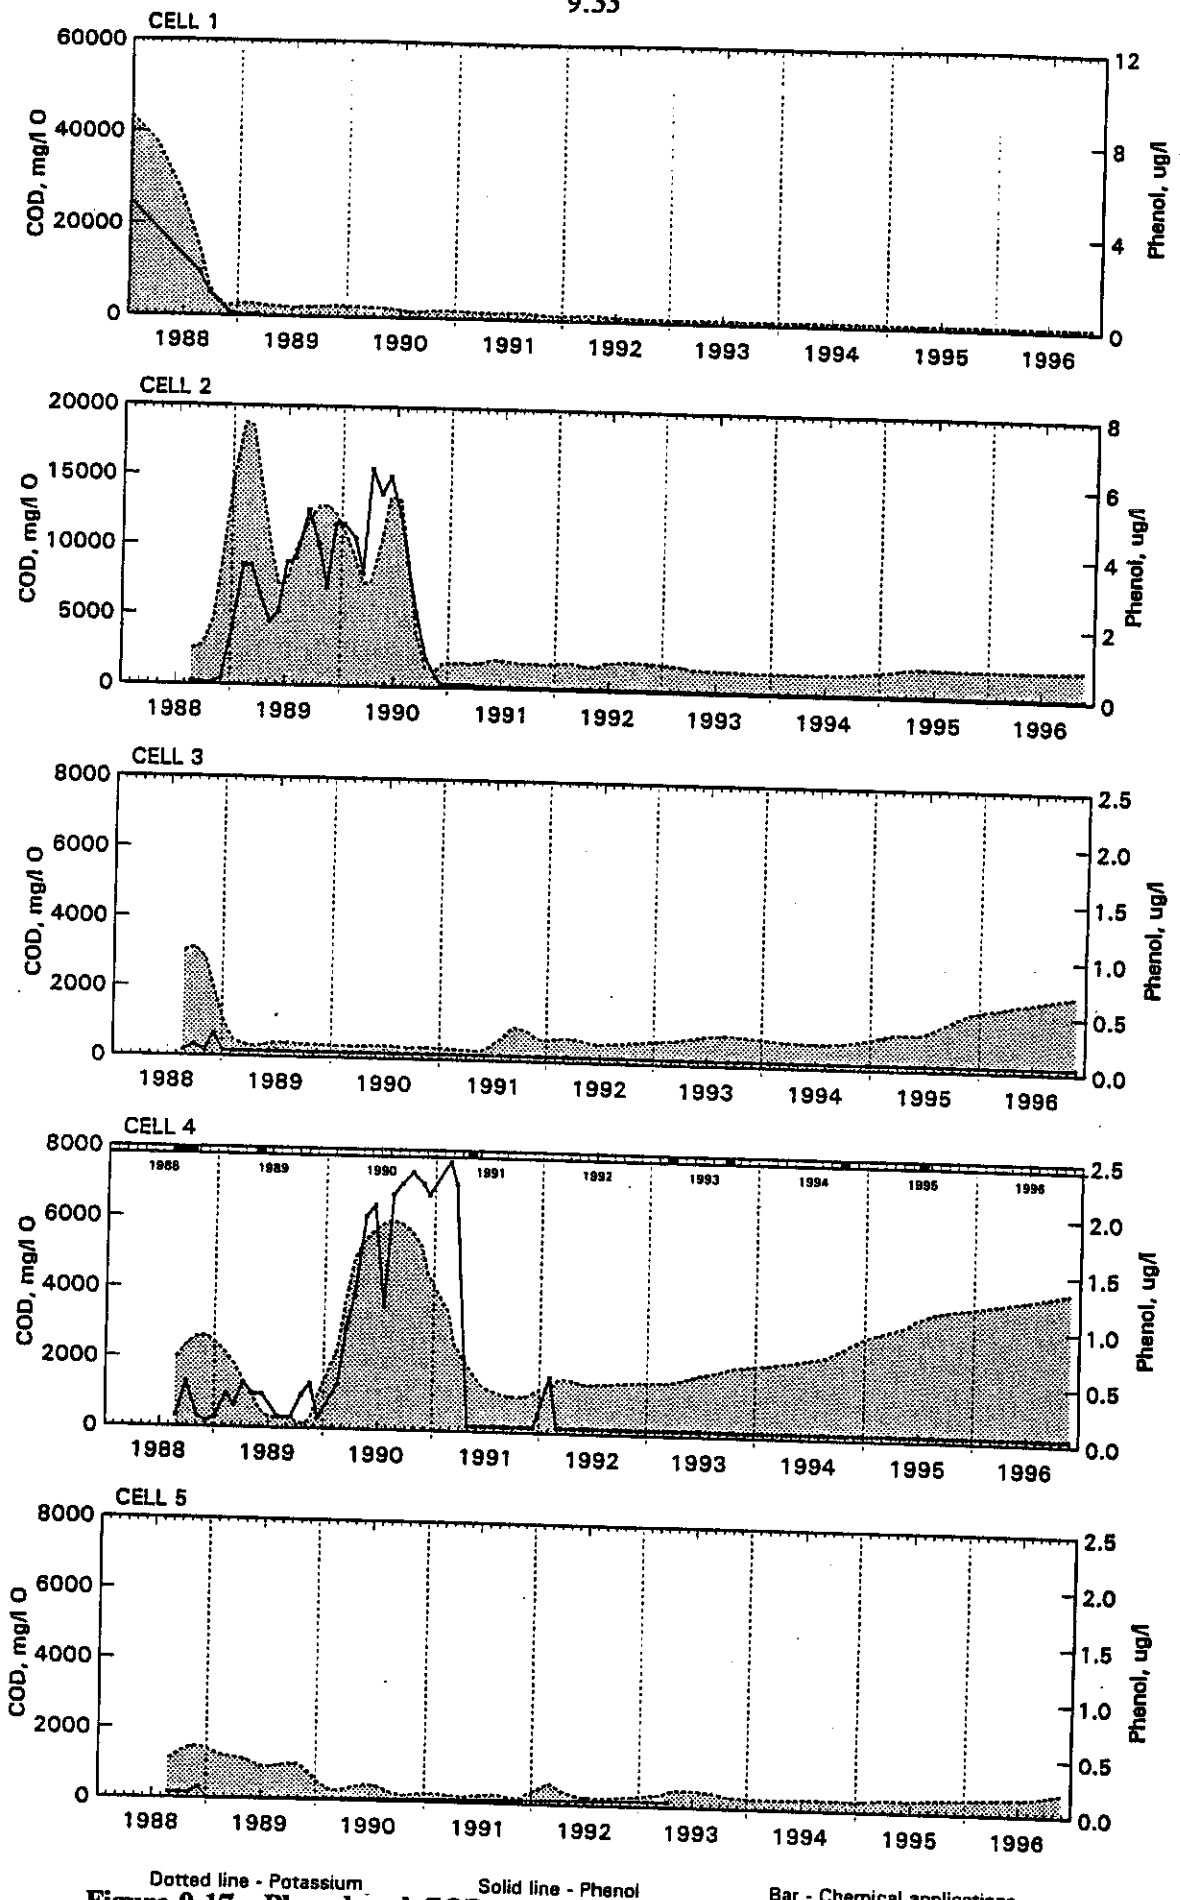 9.33
CELL 1
60000
40000
20000
0
COD, mg/l O
12
8
4
0
Phenol, ug/l
1988 1989 1990 1991 1992 1993 1994 1995 1996
CELL 2
20000
15000
10000
5000
0
COD, mg/l O
8
6
4
2
0
Phenol, ug/l
1988 1989 1990 1991 1992 1993 1994 1995 1996
CELL 3
8000
6000
4000
2000
0
COD, mg/l O
2.5
2.0
1.5
1.0
0.5
0.0
Phenol, ug/l
1988 1989 1990 1991 1992 1993 1994 1995 1996
CELL 4
8000
6000
4000
2000
0
COD, mg/l O
1988 1989 1990 1991 1992 1993 1994 1995 1996
2.5
2.0
1.5
1.0
0.5
0.0
Phenol, ug/l
1988 1989 1990 1991 1992 1993 1994 1995 1996
CELL 5
8000
6000
4000
2000
0
COD, mg/l O
2.5
2.0
1.5
1.0
0.5
0.0
Phenol, ug/l
1988 1989 1990 1991 1992 1993 1994 1995 1996
Dotted line - Potassium Solid line - Phenol Bar - Chemical applications